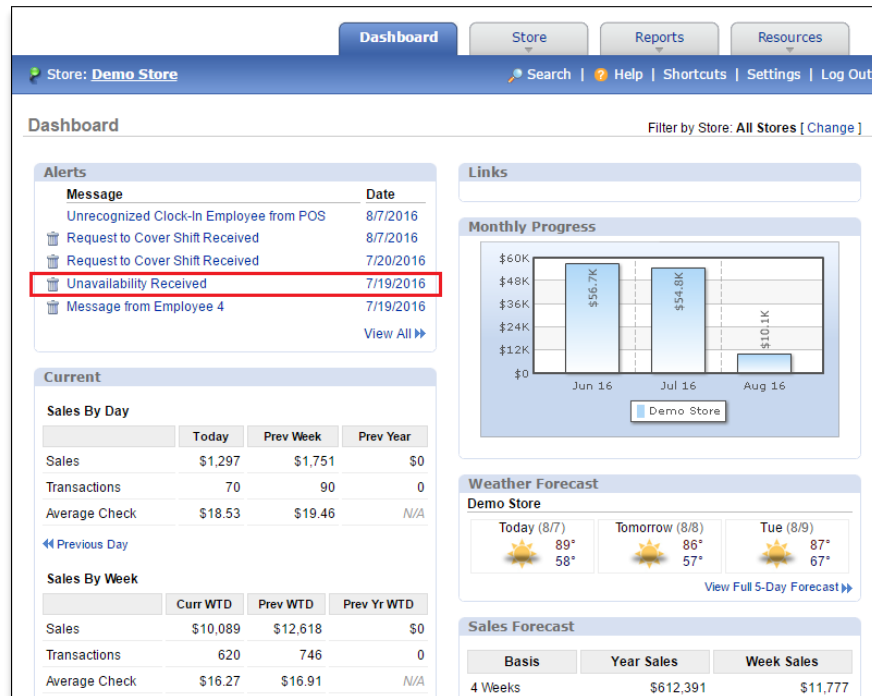 Dashboard Store Reports Resources
Store: Demo Store Search | Help | Shortcuts | Settings | Log Out
Dashboard Filter by Store: All Stores [ Change ]
Alerts
Message Date
Unrecognized Clock-In Employee from POS 8/7/2016
Request to Cover Shift Received 8/7/2016
Request to Cover Shift Received 7/20/2016
Unavailability Received 7/19/2016
Message from Employee 4 7/19/2016
View All
Current
Sales By Day
Today Prev Week Prev Year
Sales $1,297 $1,751 $0
Transactions 70 90 0
Average Check $18.53 $19.46 N/A
Previous Day
Sales By Week
Curr WTD Prev WTD Prev Yr WTD
Sales $10,089 $12,618 $0
Transactions 620 746 0
Average Check $16.27 $16.91 N/A
Links
Monthly Progress
$60K
$48K
$36K
$24K
$12K
$0
$56.7K $54.8K $10.1K
Jun 16 Jul 16 Aug 16
Demo Store
Weather Forecast
Demo Store
Today (8/7) Tomorrow (8/8) Tue (8/9)
89° 86° 87°
58° 57° 67°
View Full 5-Day Forecast
Sales Forecast
Basis Year Sales Week Sales
4 Weeks $612,391 $11,777